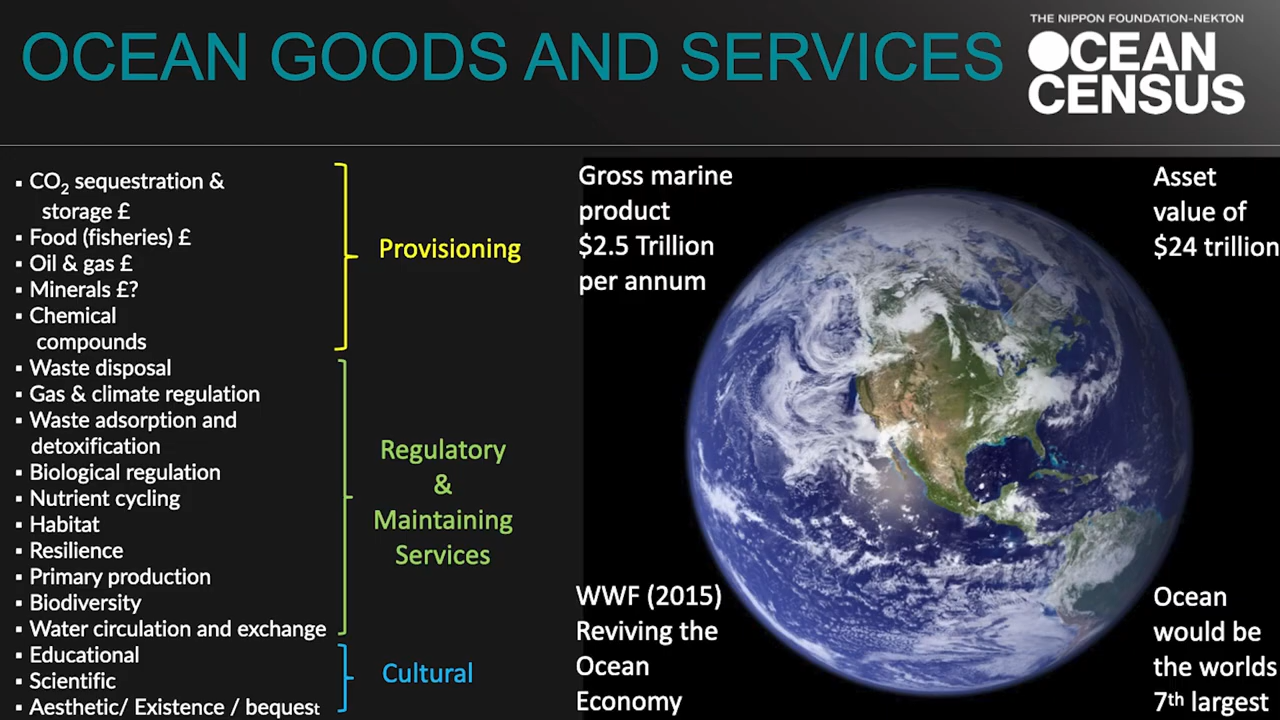 OCEAN GOODS AND SERVICES
THE NIPPON FOUNDATION-NEKTON
OCEAN
CENSUS
▪ CO₂ sequestration &
storage £
▪ Food (fisheries) £
▪ Oil & gas £
▪ Minerals £?
▪ Chemical
compounds
▪ Waste disposal
▪ Gas & climate regulation
▪ Waste adsorption and
detoxification
▪ Biological regulation
▪ Nutrient cycling
▪ Habitat
▪ Resilience
▪ Primary production
▪ Biodiversity
▪ Water circulation and exchange
▪ Educational
▪ Scientific
▪ Aesthetic/ Existence / bequest
Provisioning
Regulatory
&
Maintaining
Services
Cultural
Gross marine
product
$2.5 Trillion
per annum
Asset
value of
$24 trillion
WWF (2015)
Reviving the
Ocean
Economy
Ocean
would be
the worlds
7th largest